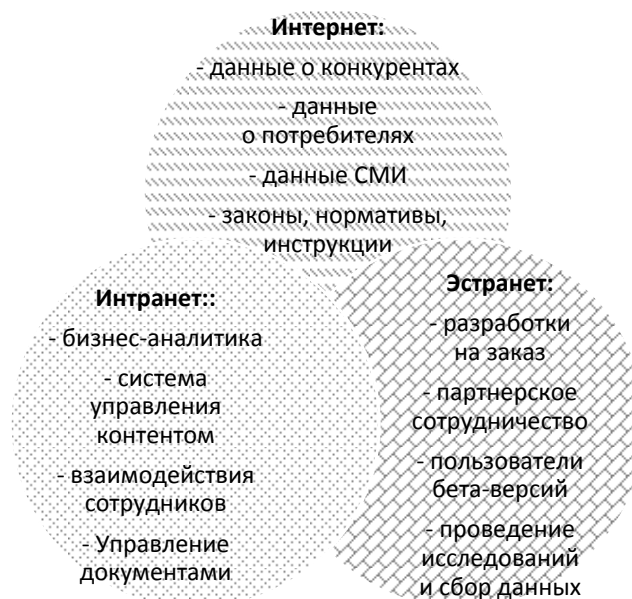 Интернет:
- данные о конкурентах
- данные
о потребителях
- данные СМИ
- законы, нормативы,
инструкции
Интранет::
- бизнес-аналитика
- система
управления
контентом
- взаимодействия
сотрудников
- Управление
документами
Эстранет:
- разработки
на заказ
- партнерское
сотрудничество
- пользователи
бета-версий
- проведение
исследований
и сбор данных